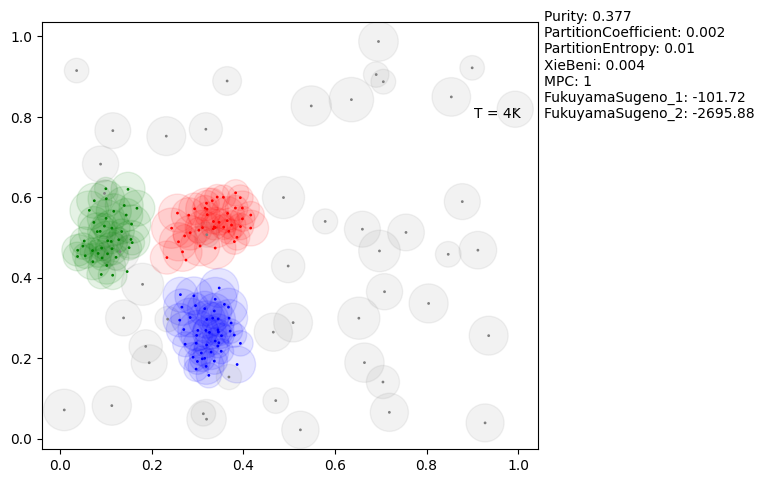 Purity: 0.377
PartitionCoefficient: 0.002
PartitionEntropy: 0.01
XieBeni: 0.004
MPC: 1
FukuyamaSugeno_1: -101.72
FukuyamaSugeno_2: -2695.88
T = 4K
1.0
0.8
0.6
0.4
0.2
0.0
0.0 0.2 0.4 0.6 0.8 1.0